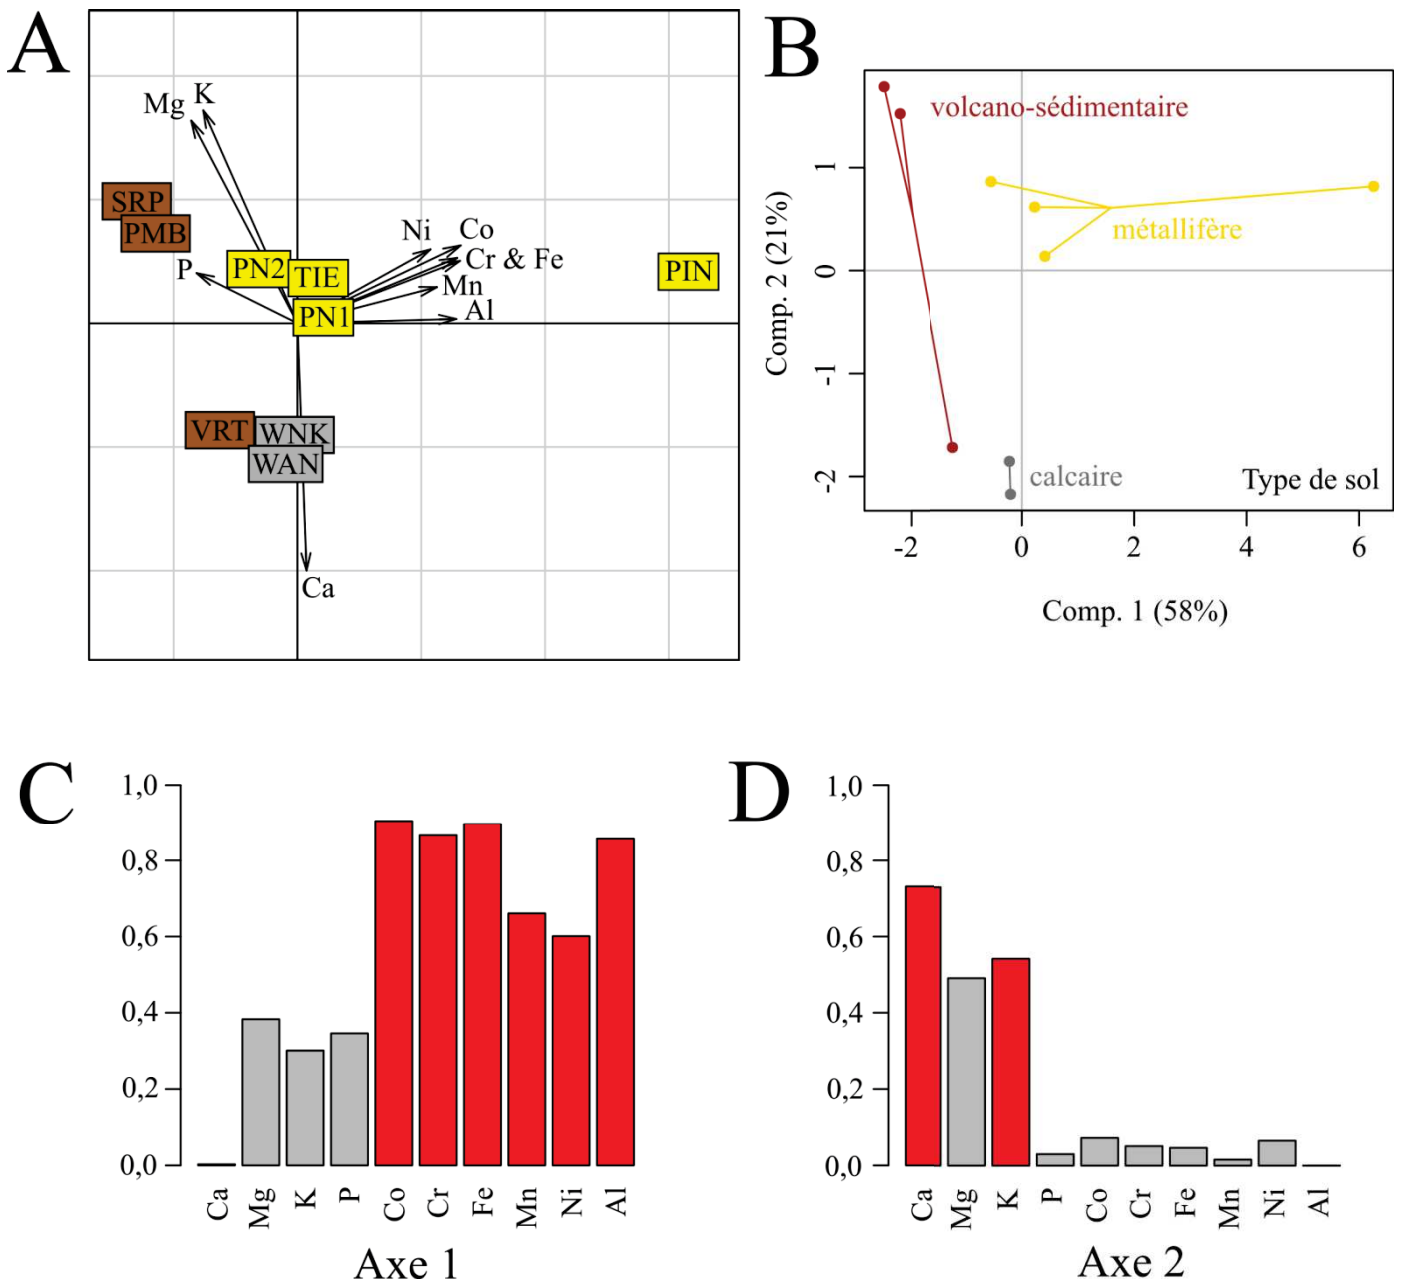 A
Mg
K
SRP
PMB
P
PN2
TIE
PN1
Ni
Co
Cr & Fe
Mn
Al
PIN
VRT
WNK
WAN
Ca
B
volcano-sédimentaire
métallifère
calcaire
Type de sol
Comp. 2 (21%)
1
0
-1
-2
-2 0 2 4 6
Comp. 1 (58%)
C
1,0
0,8
0,6
0,4
0,2
0,0
Ca Mg K P Co Cr Fe Mn Ni Al
Axe 1
D
1,0
0,8
0,6
0,4
0,2
0,0
Ca Mg K P Co Cr Fe Mn Ni Al
Axe 2